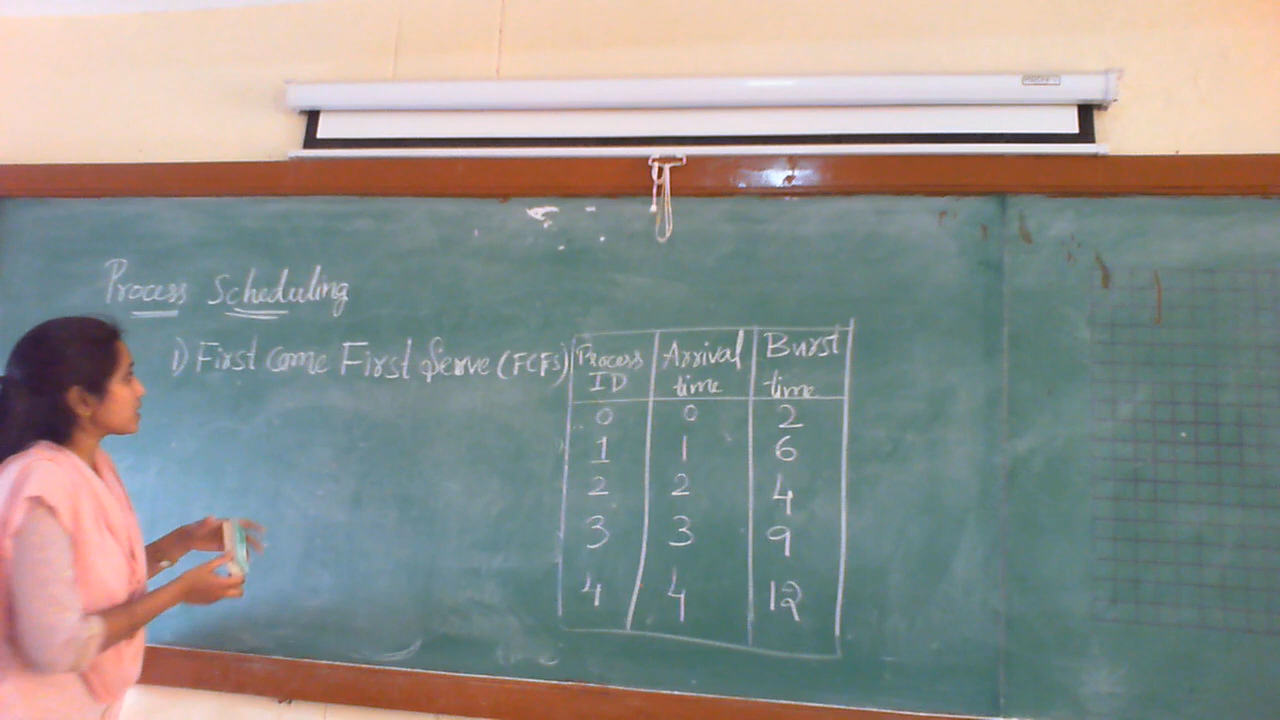 Process Scheduling
1) First Come First Serve (FCFS)
Process ID Arrival time Burst time
0 0 2
1 1 6
2 2 4
3 3 9
4 4 12